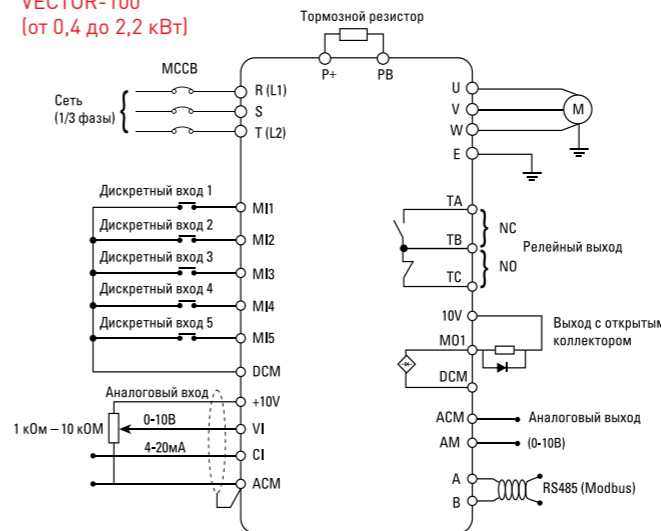 VECTOR-100
(от 0,4 до 2,2 кВт)
Тормозной резистор
P+
PB
MCCB
Сеть
(1/3 фазы)
R (L1)
S
T (L2)
U
V
W
E
M
Дискретный вход 1
MI1
Дискретный вход 2
MI2
Дискретный вход 3
MI3
Дискретный вход 4
MI4
Дискретный вход 5
MI5
DCM
Аналоговый вход
+10V
1 кОм – 10 кОМ
0-10В
VI
4-20мА
CI
ACM
TA
NC
TB
Релейный выход
NO
TC
10V
Выход с открытым
коллектором
MO1
DCM
ACM
Аналоговый выход
AM
(0-10В)
A
B
RS485 (Modbus)